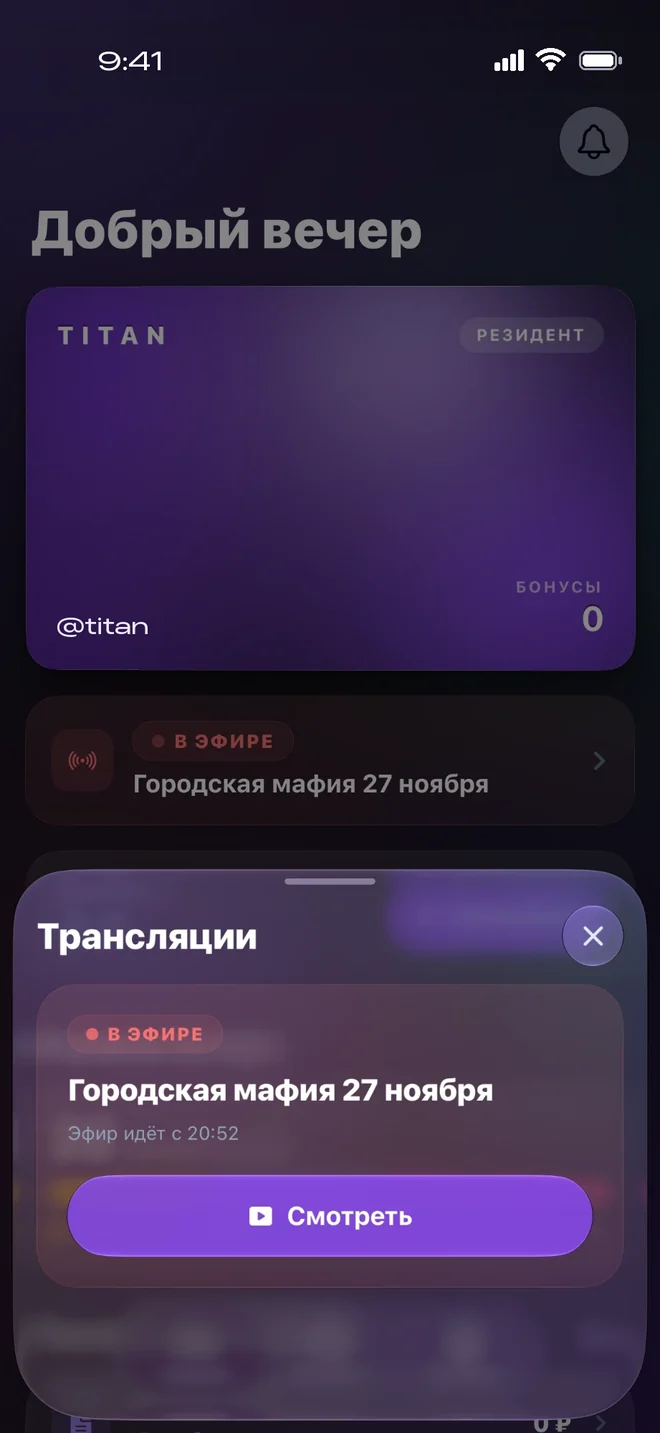 9:41
Добрый вечер
TITAN
РЕЗИДЕНТ
БОНУСЫ
0
@titan
В ЭФИРЕ
Городская мафия 27 ноября
Трансляции
В ЭФИРЕ
Городская мафия 27 ноября
Эфир идёт с 20:52
Смотреть
0 ₽